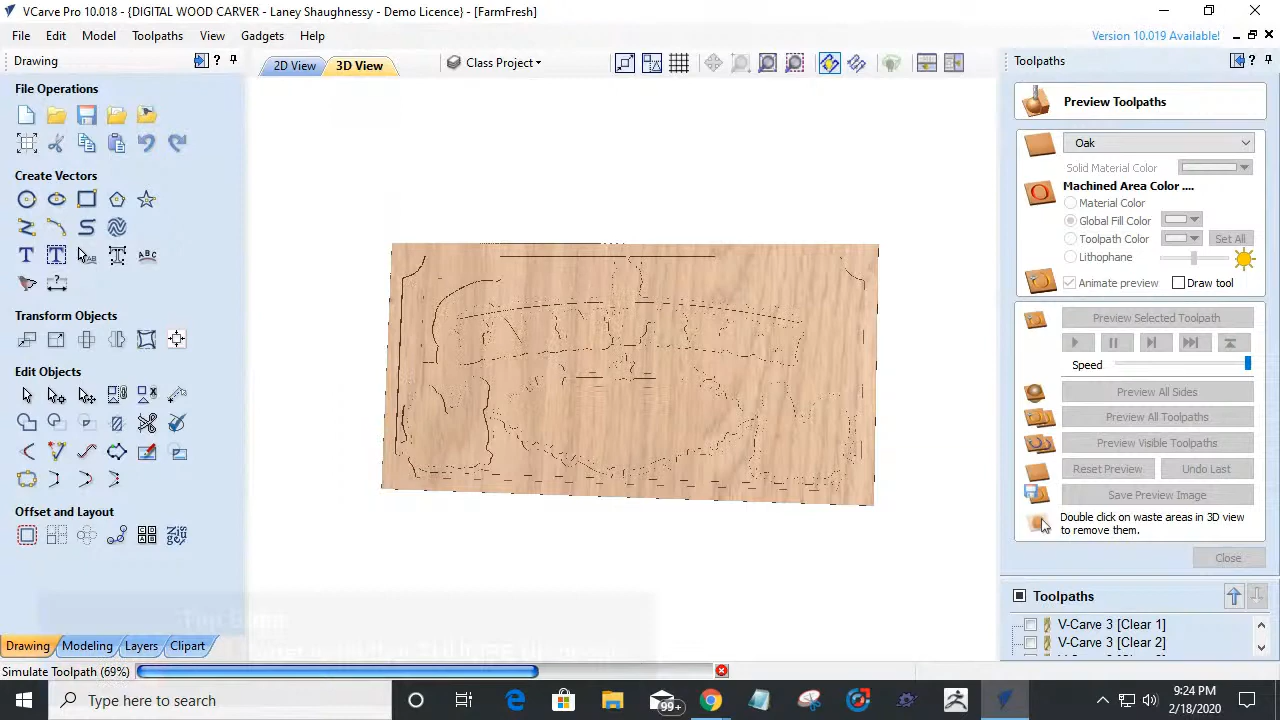 VCarve Pro 10.018 - {DIGITAL WOOD CARVER - Laney Shaughnessy - Demo Licence} - [FarmFresh]
File Edit Model Toolpaths View Gadgets Help
Version 10.019 Available!
Drawing
?
2D View
3D View
Class Project
Toolpaths
?
File Operations
Create Vectors
Transform Objects
Edit Objects
Offset and Layout
Drawing
Modeling
Layers
Clipart
Preview Toolpaths
Oak
Solid Material Color
Machined Area Color ....
Material Color
Global Fill Color
Toolpath Color
Set All
Lithophane
Animate preview
Draw tool
Preview Selected Toolpath
Speed
Preview All Sides
Preview All Toolpaths
Preview Visible Toolpaths
Reset Preview
Undo Last
Save Preview Image
Double click on waste areas in 3D view
to remove them.
Close
Toolpaths
V-Carve 3 [Clear 1]
V-Carve 3 [Clear 2]
Simulate Toolpath (69%)
Type here to search
99+
9:24 PM
2/18/2020